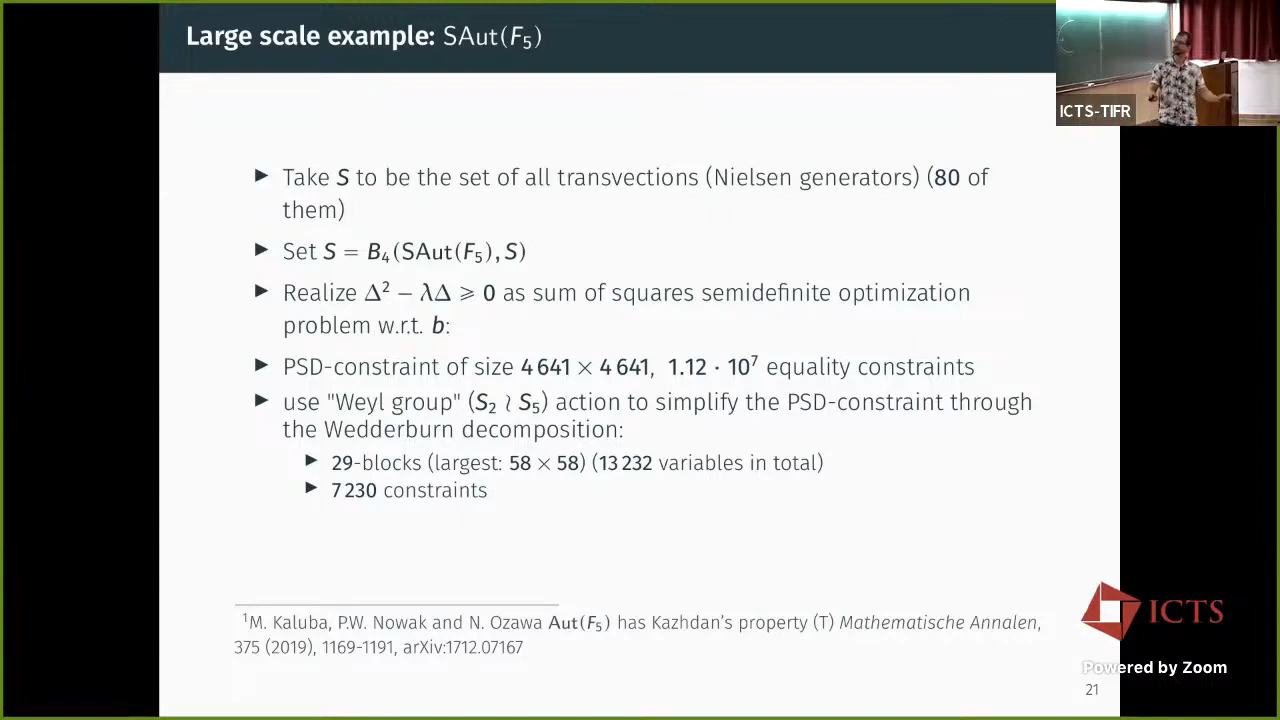 Large scale example: SAut(F₅)
ICTS-TIFR
▶ Take S to be the set of all transvections (Nielsen generators) (80 of
them)
▶ Set S = B₄(SAut(F₅), S)
▶ Realize Δ² − λΔ ⩾ 0 as sum of squares semidefinite optimization
problem w.r.t. b:
▶ PSD-constraint of size 4 641 × 4 641, 1.12 · 10⁷ equality constraints
▶ use "Weyl group" (S₂ ≀ S₅) action to simplify the PSD-constraint through
the Wedderburn decomposition:
▶ 29-blocks (largest: 58 × 58) (13 232 variables in total)
▶ 7 230 constraints
¹M. Kaluba, P.W. Nowak and N. Ozawa Aut(F₅) has Kazhdan's property (T) Mathematische Annalen,
375 (2019), 1169-1191, arXiv:1712.07167
ICTS
Powered by Zoom
21